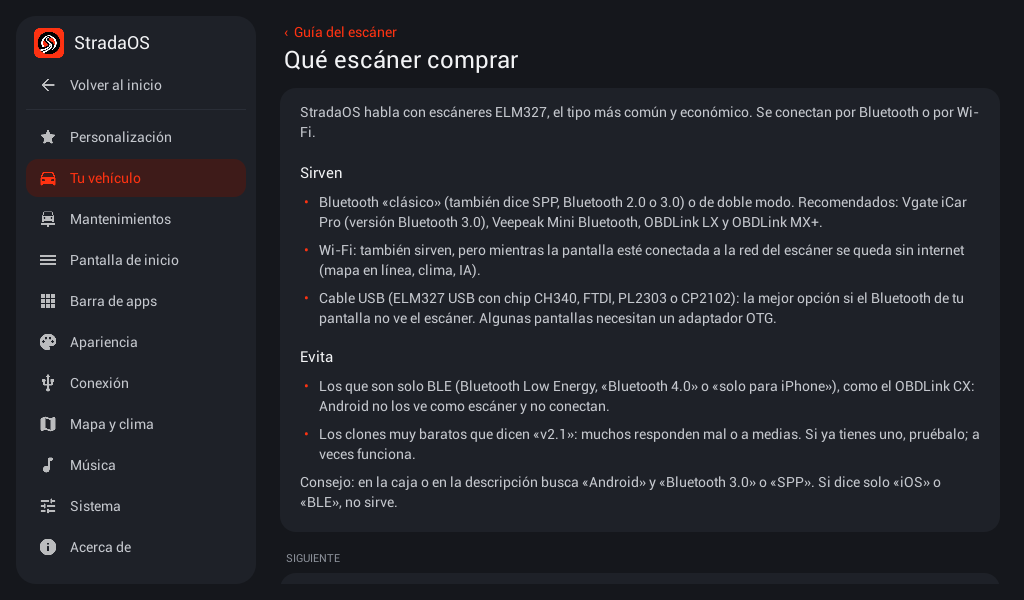 StradaOS
Volver al inicio
Personalización
Tu vehículo
Mantenimientos
Pantalla de inicio
Barra de apps
Apariencia
Conexión
Mapa y clima
Música
Sistema
Acerca de
‹ Guía del escáner
Qué escáner comprar
StradaOS habla con escáneres ELM327, el tipo más común y económico. Se conectan por Bluetooth o por Wi-
Fi.
Sirven
• Bluetooth «clásico» (también dice SPP, Bluetooth 2.0 o 3.0) o de doble modo. Recomendados: Vgate iCar
Pro (versión Bluetooth 3.0), Veepeak Mini Bluetooth, OBDLink LX y OBDLink MX+.
• Wi-Fi: también sirven, pero mientras la pantalla esté conectada a la red del escáner se queda sin internet
(mapa en línea, clima, IA).
• Cable USB (ELM327 USB con chip CH340, FTDI, PL2303 o CP2102): la mejor opción si el Bluetooth de tu
pantalla no ve el escáner. Algunas pantallas necesitan un adaptador OTG.
Evita
• Los que son solo BLE (Bluetooth Low Energy, «Bluetooth 4.0» o «solo para iPhone»), como el OBDLink CX:
Android no los ve como escáner y no conectan.
• Los clones muy baratos que dicen «v2.1»: muchos responden mal o a medias. Si ya tienes uno, pruébalo; a
veces funciona.
Consejo: en la caja o en la descripción busca «Android» y «Bluetooth 3.0» o «SPP». Si dice solo «iOS» o
«BLE», no sirve.
SIGUIENTE